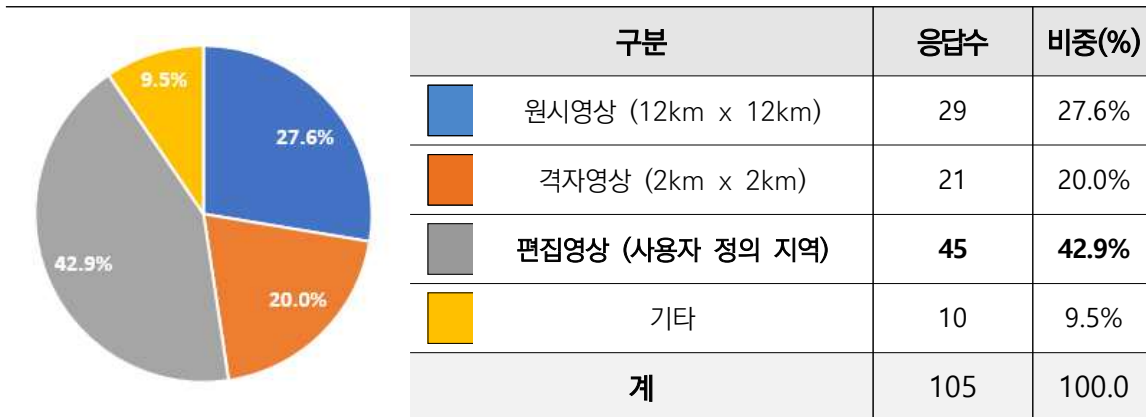 9.5%
27.6%
42.9%
20.0%
구분 응답수 비중(%)
원시영상 (12km x 12km) 29 27.6%
격자영상 (2km x 2km) 21 20.0%
편집영상 (사용자 정의 지역) 45 42.9%
기타 10 9.5%
계 105 100.0